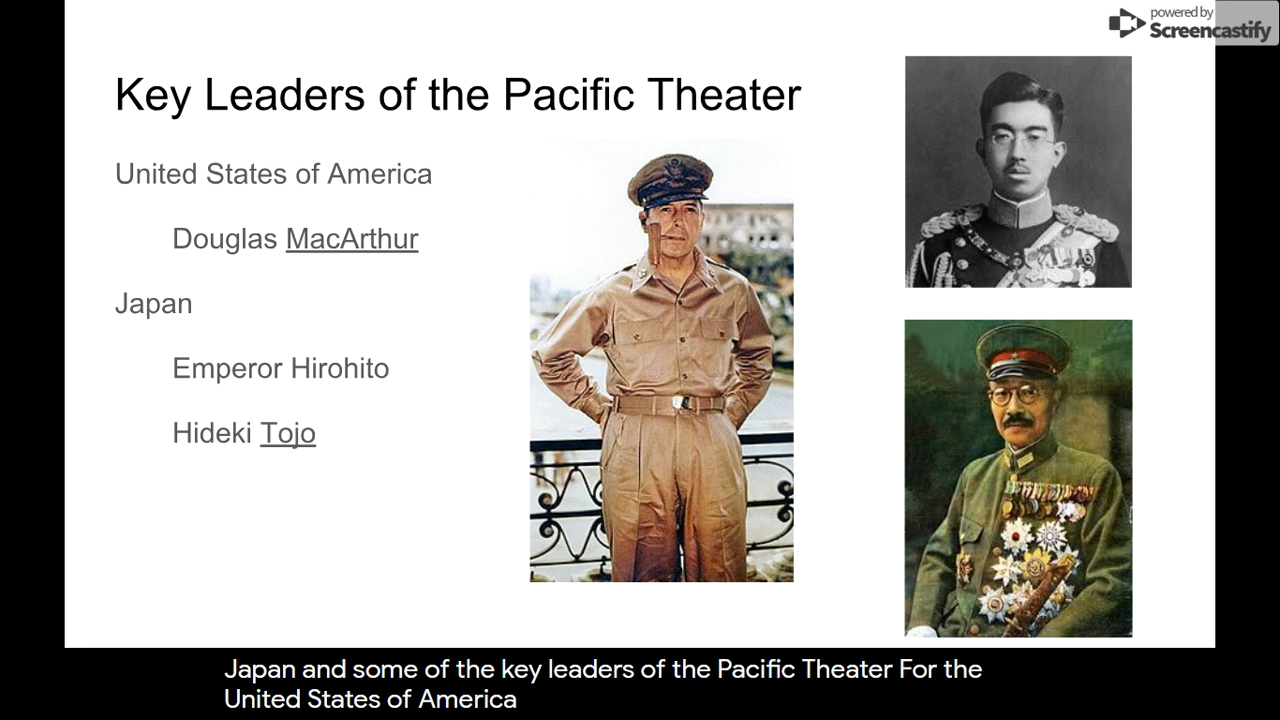 powered by
Screencastify
Key Leaders of the Pacific Theater
United States of America
Douglas MacArthur
Japan
Emperor Hirohito
Hideki Tojo
Japan and some of the key leaders of the Pacific Theater For the
United States of America